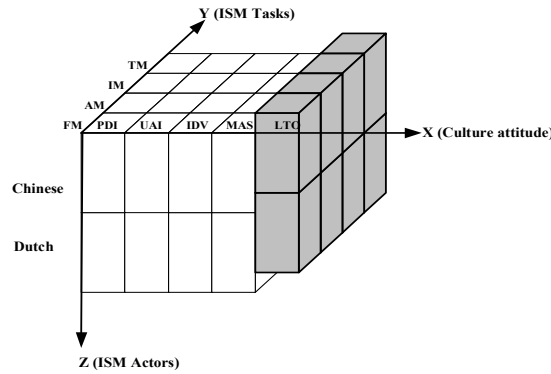 Y (ISM Tasks)
TM
IM
AM
FM PDI UAI IDV MAS LTO
X (Culture attitude)
Chinese
Dutch
Z (ISM Actors)